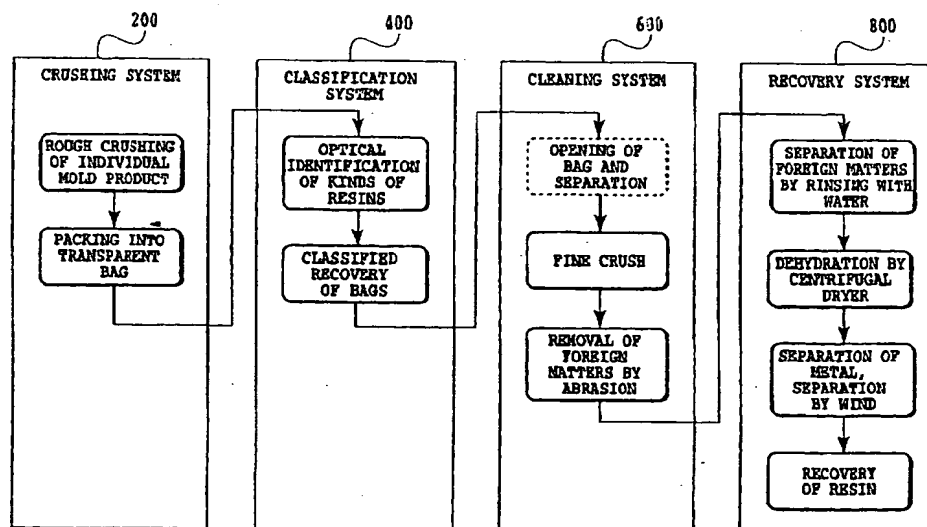 200
CRUSHING SYSTEM
ROUGH CRUSHING
OF INDIVIDUAL
MOLD PRODUCT
PACKING INTO
TRANSPARENT
BAG
400
CLASSIFICATION
SYSTEM
OPTICAL
IDENTIFICATION
OF KINDS OF
RESINS
CLASSIFIED
RECOVERY
OF BAGS
600
CLEANING SYSTEM
OPENING OF
BAG AND
SEPARATION
FINE CRUSH
REMOVAL OF
FOREIGN
MATTERS BY
ABRASION
800
RECOVERY SYSTEM
SEPARATION OF
FOREIGN MATTERS
BY RINSING WITH
WATER
DEHYDRATION BY
CENTRIFUGAL
DRYER
SEPARATION OF
METAL,
SEPARATION
BY WIND
RECOVERY
OF RESIN